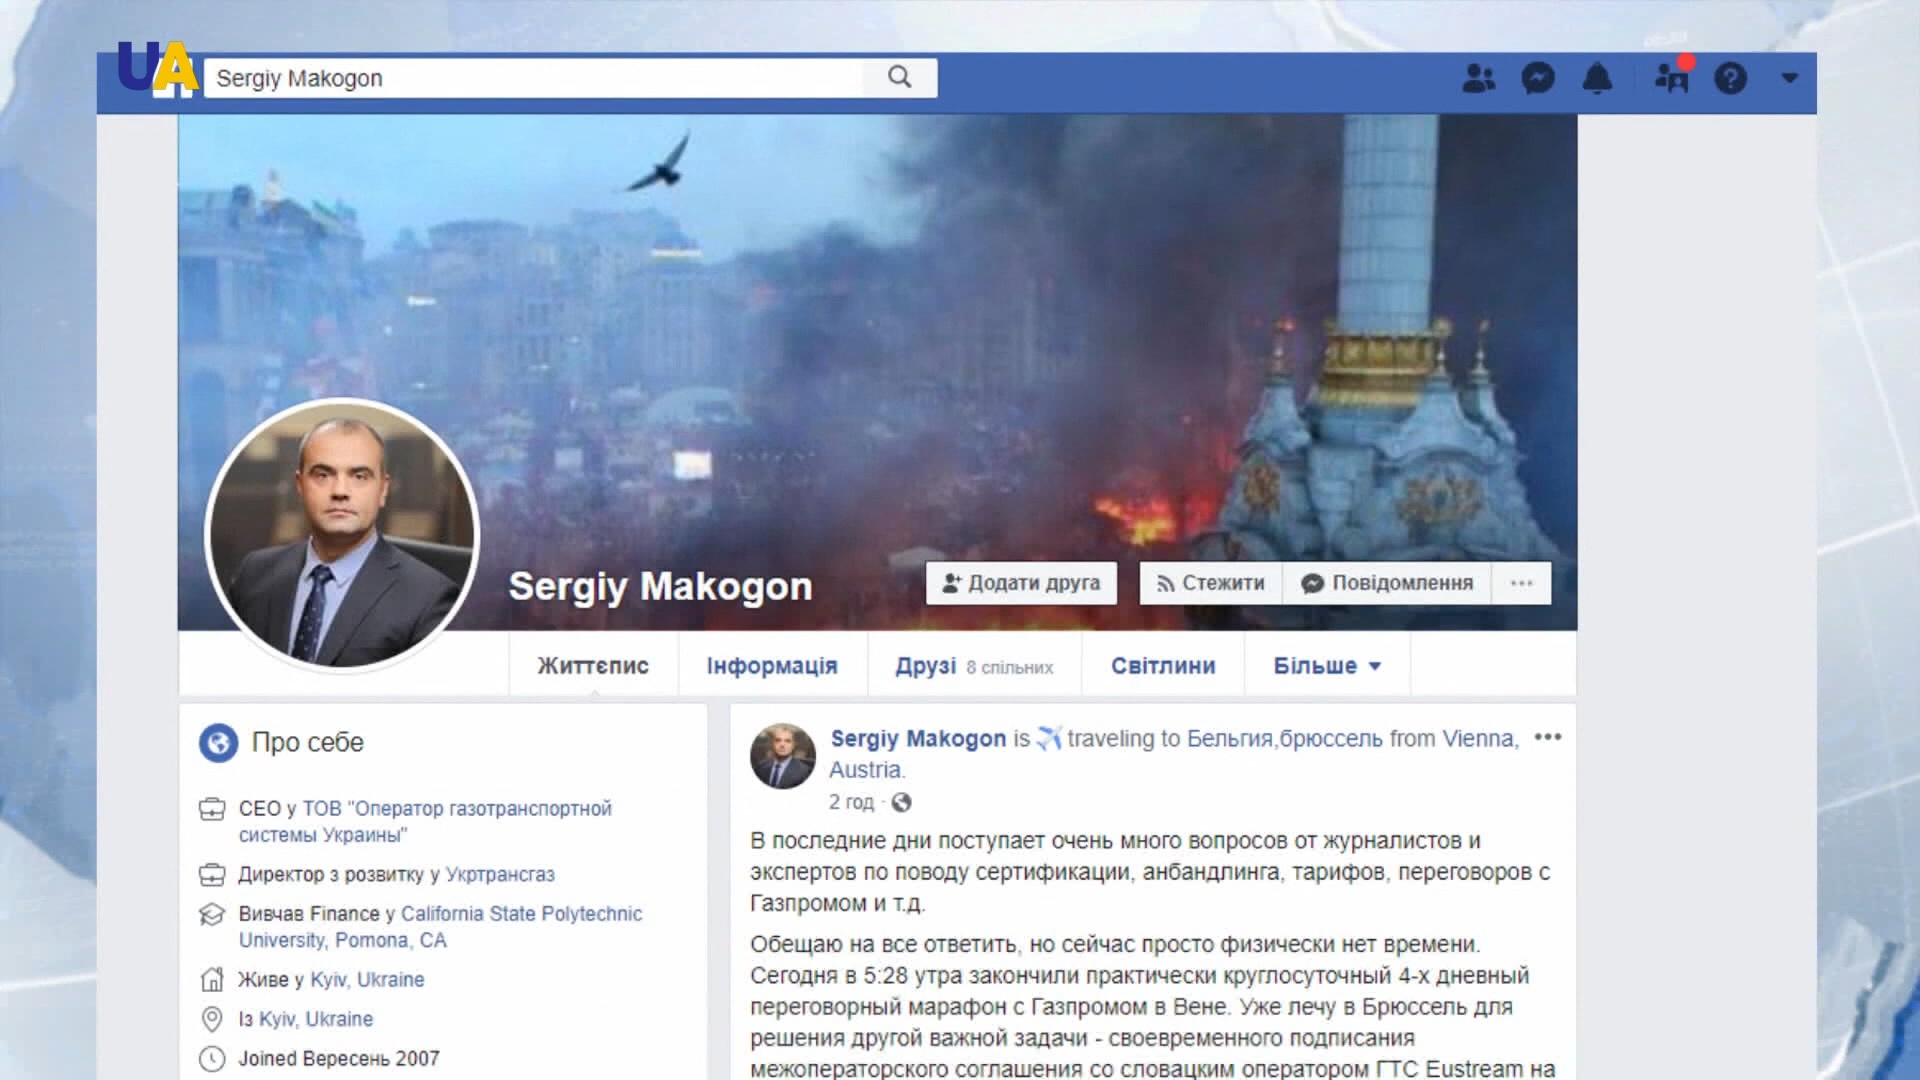 UA
Sergiy Makogon
Sergiy Makogon
Додати друга
Стежити
Повідомлення
Життєпис
Інформація
Друзі 8 спільних
Світлини
Більше
Про собе
CEO у ТОВ "Оператор газотранспортной
системы Украины"
Директор з розвитку у Укртрансгаз
Вивчав Finance у California State Polytechnic
University, Pomona, CA
Живе у Kyiv, Ukraine
Із Kyiv, Ukraine
Joined Вересень 2007
Sergiy Makogon is traveling to Бельгия,брюссель from Vienna,
Austria.
2 год ·
В последние дни поступает очень много вопросов от журналистов и
экспертов по поводу сертификации, анбандлинга, тарифов, переговоров с
Газпромом и т.д.
Обещаю на все ответить, но сейчас просто физически нет времени.
Сегодня в 5:28 утра закончили практически круглосуточный 4-х дневный
переговорный марафон с Газпромом в Вене. Уже лечу в Брюссель для
решения другой важной задачи - своевременного подписания
межоператорского соглашения со словацким оператором ГТС Eustream на